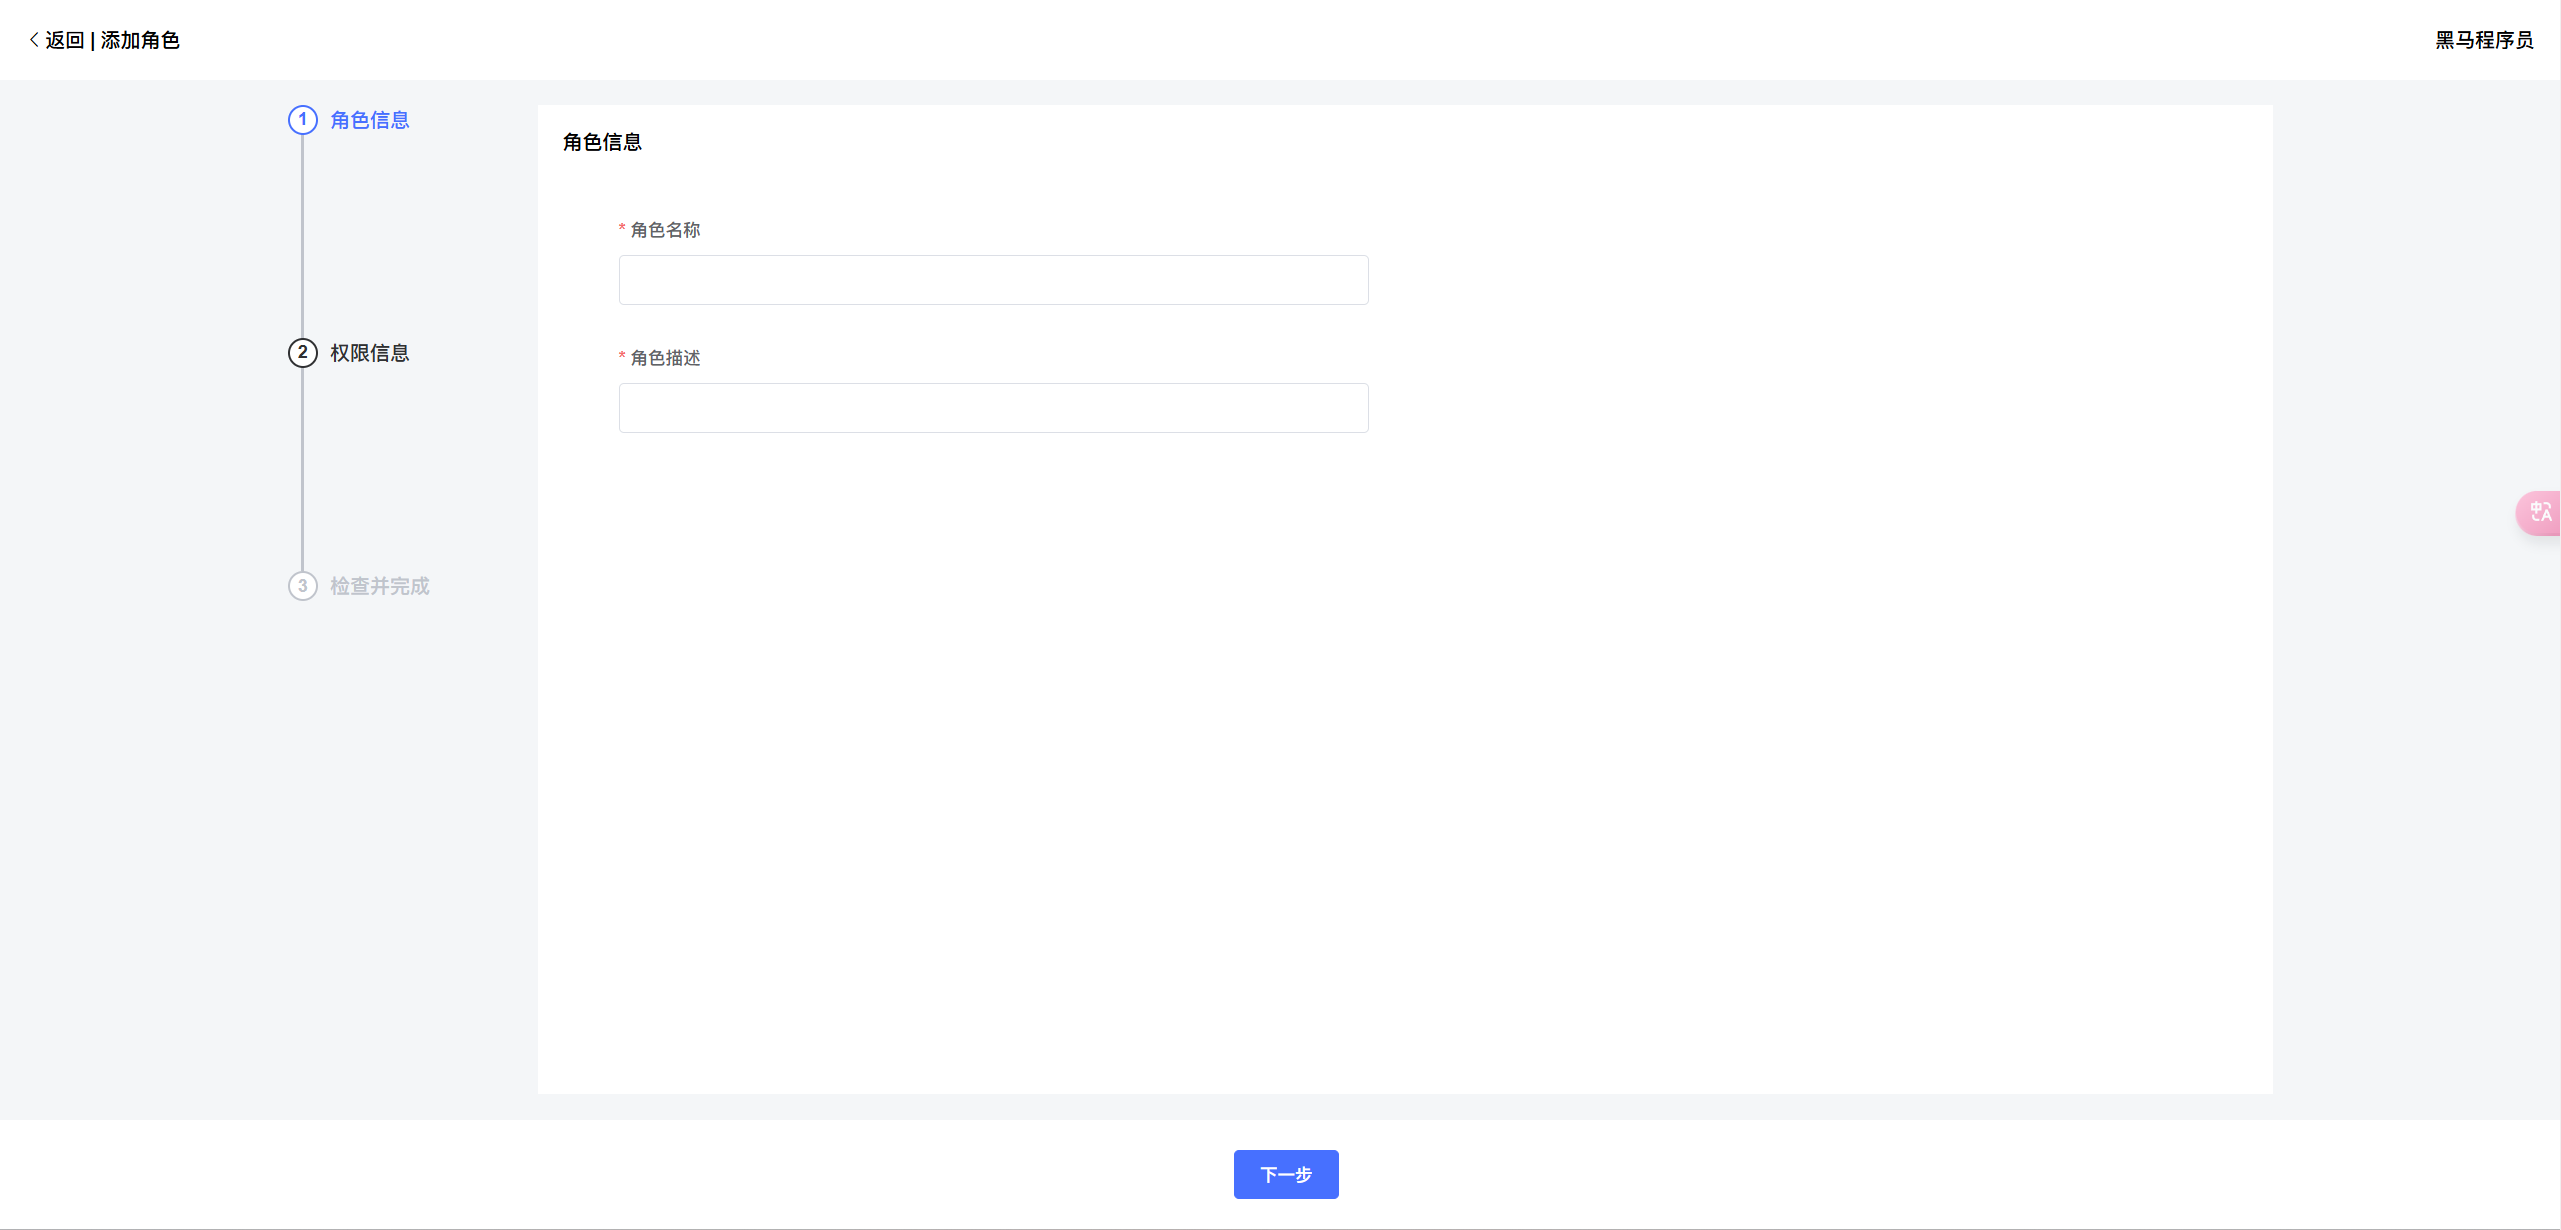 返回 | 添加角色
黑马程序员
1 角色信息
2 权限信息
3 检查并完成
角色信息
* 角色名称
* 角色描述
中A
下一步